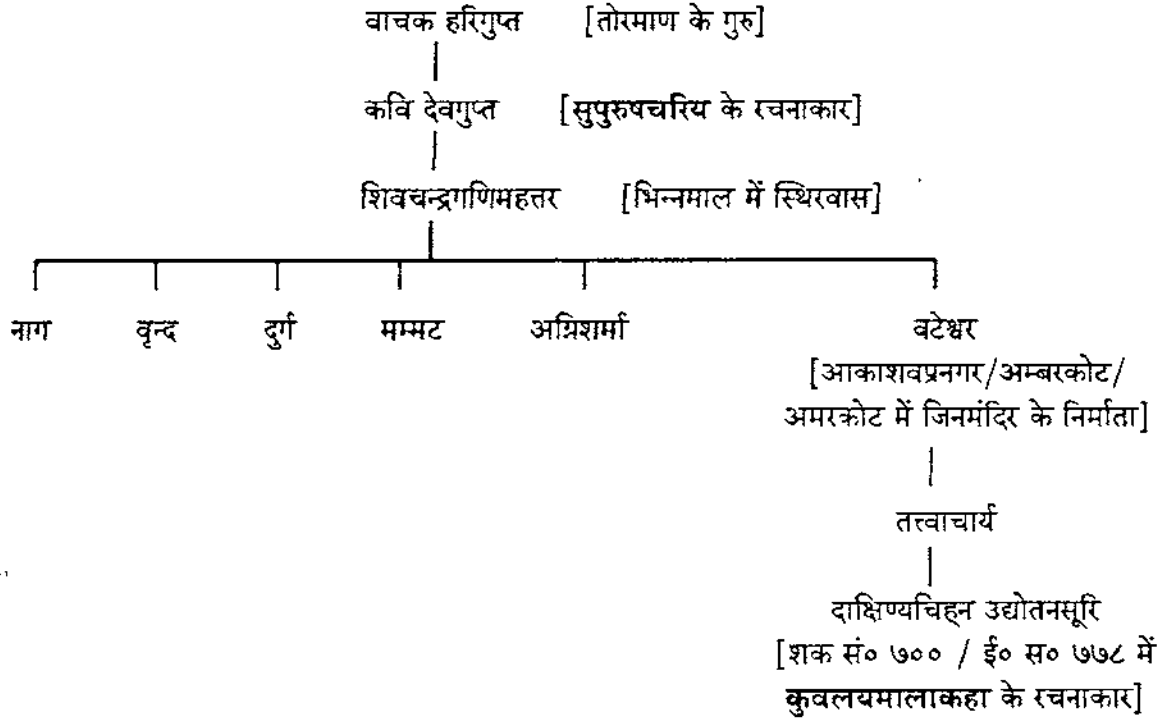 वाचक हरिगुप्त [तोरमाण के गुरु]
कवि देवगुप्त [सुपुरुषचरिय के रचनाकार]
शिवचन्द्रगणिमहत्तर [भिन्नमाल में स्थिरवास]
नाग वृन्द दुर्ग मम्मट अग्निशर्मा वटेश्वर
[आकाशवप्रनगर/अम्बरकोट/
अमरकोट में जिनमंदिर के निर्माता]
तत्त्वाचार्य
दाक्षिण्यचिह्न उद्योतनसूरि
[शक सं० ७०० / ई० स० ७७८ में
कुवलयमालाकहा के रचनाकार]